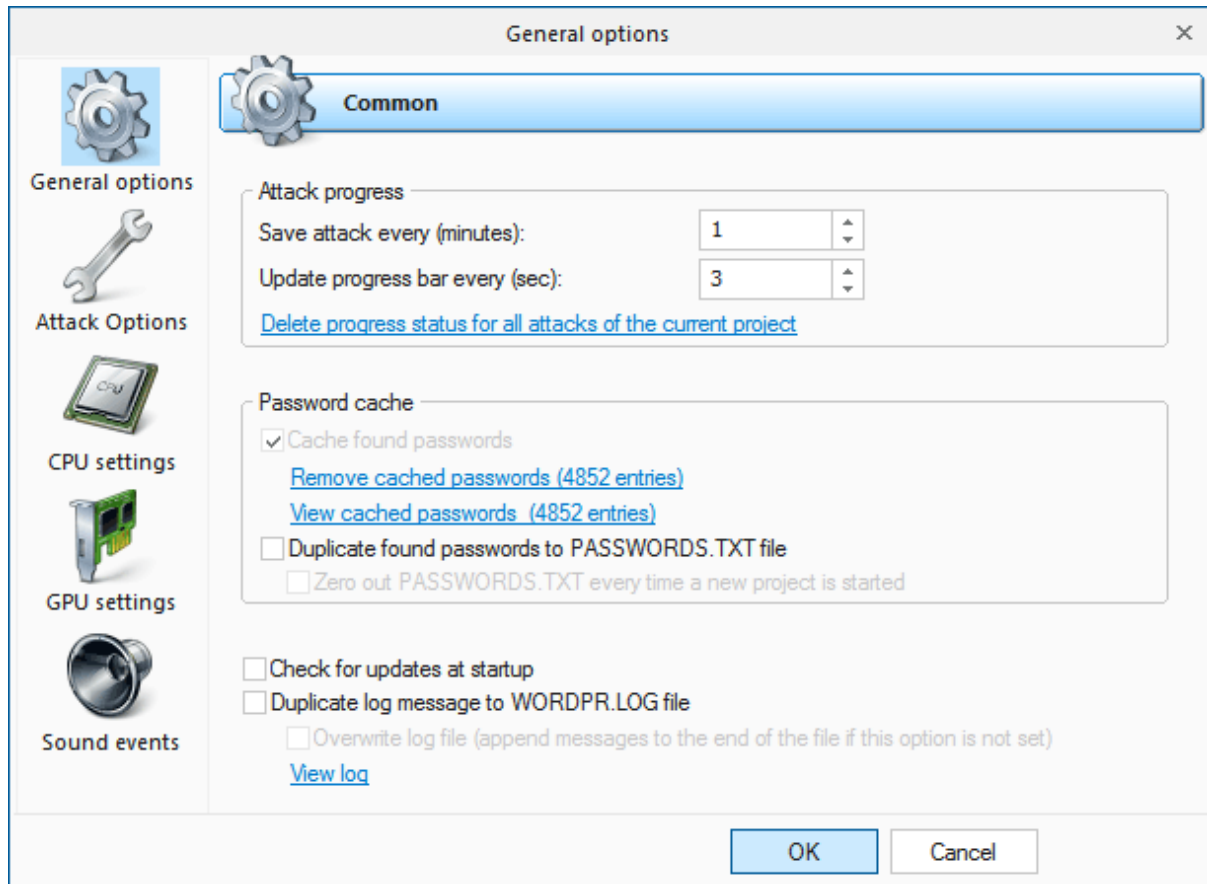 General options
General options
Attack Options
CPU
CPU settings
GPU settings
Sound events
Common
Attack progress
Save attack every (minutes): 1
Update progress bar every (sec): 3
Delete progress status for all attacks of the current project
Password cache
Cache found passwords
Remove cached passwords (4852 entries)
View cached passwords (4852 entries)
Duplicate found passwords to PASSWORDS.TXT file
Zero out PASSWORDS.TXT every time a new project is started
Check for updates at startup
Duplicate log message to WORDPR.LOG file
Overwrite log file (append messages to the end of the file if this option is not set)
View log
OK Cancel